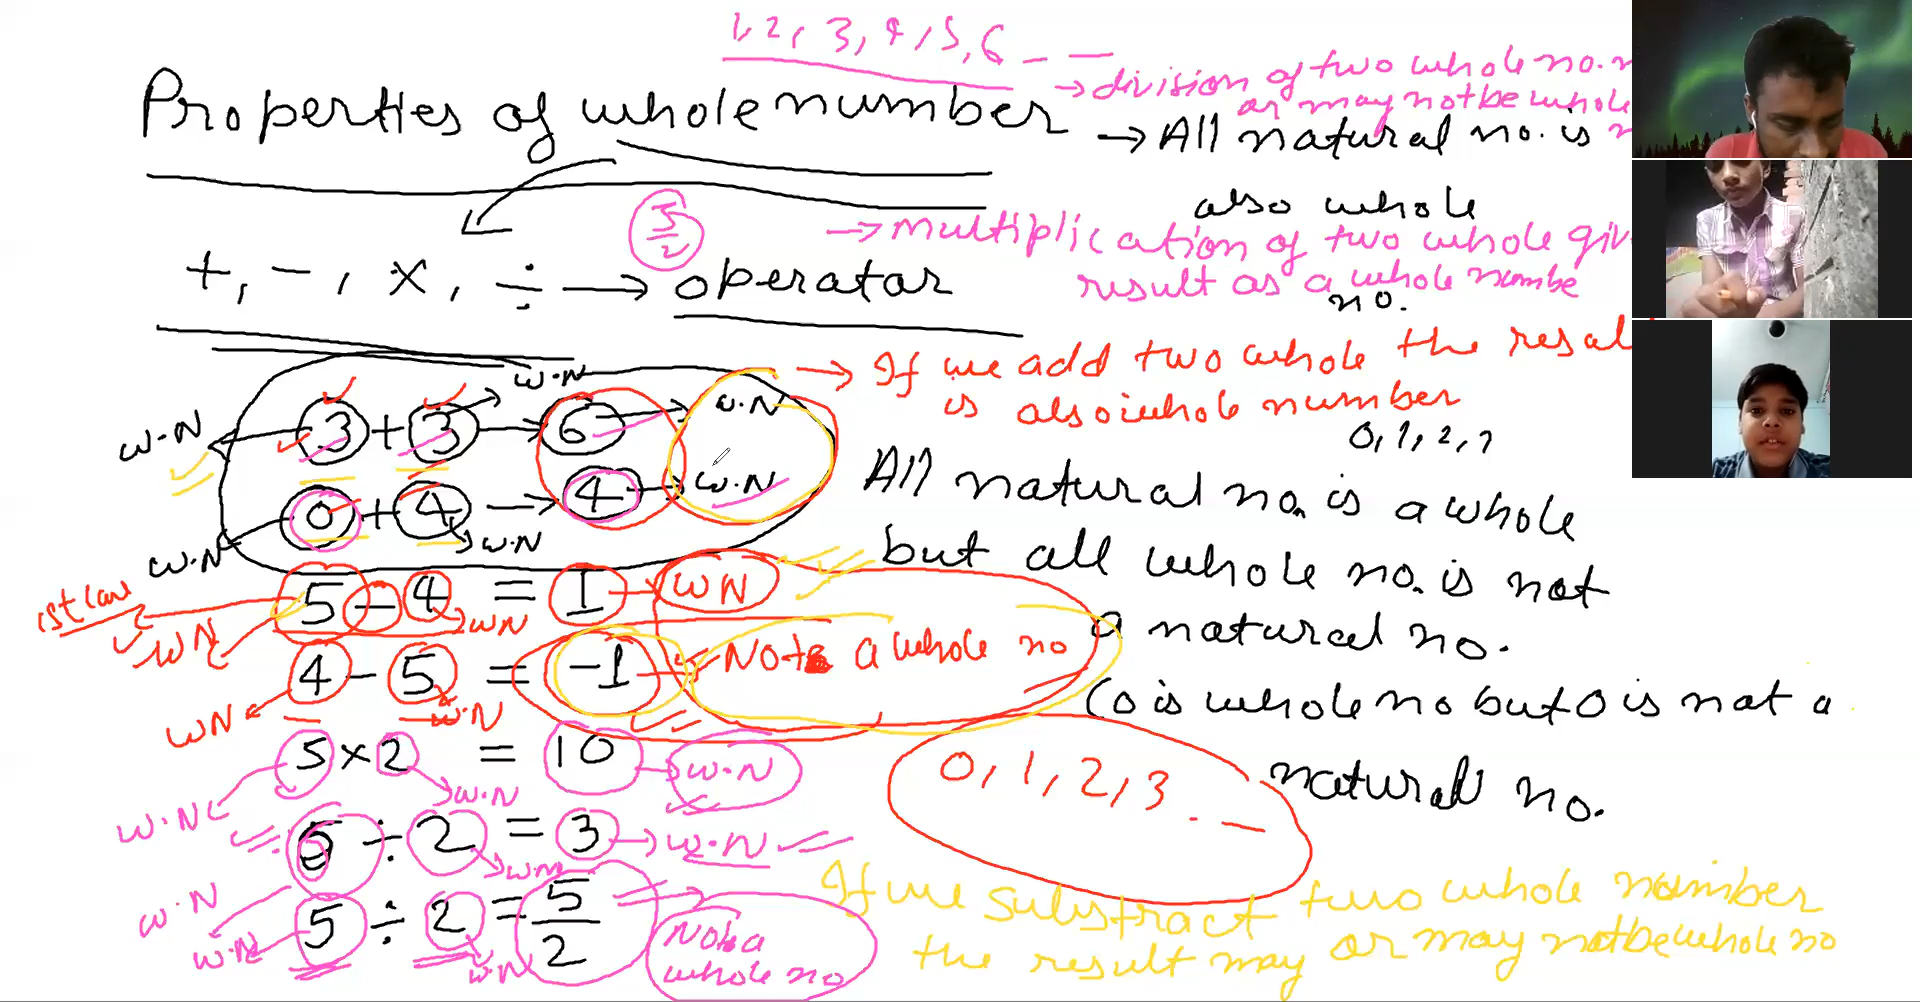 1, 2, 3, 4, 5, 6 _ _
→ division of two whole no.
or may not be whole
Properties of whole number
→ All natural no. is
also whole
no.
→ multiplication of two whole
result as a whole numbe
+, -, ×, ÷ → operator
5/2
→ If we add two whole the
is also whole number
0, 1, 2,
W.N 3 + 3 → 6 → W.N
W.N
W.N 0 + 4 → 4 → W.N
W.N
All natural no. is a whole
but all whole no. is not
a natural no.
(0 is whole no but 0 is not a
natural no.
1st law
5 - 4 = 1 → WN
WN WN
4 - 5 = -1 → Not a whole no
WN W.N
5 × 2 = 10 → W.N
W.N W.N
6 ÷ 2 = 3 → W.N
W.N W.N
5 ÷ 2 = 5/2
W.N W.N
Not a
whole no
0, 1, 2, 3 . _
If we substract two whole number
the result may or may not be whole no